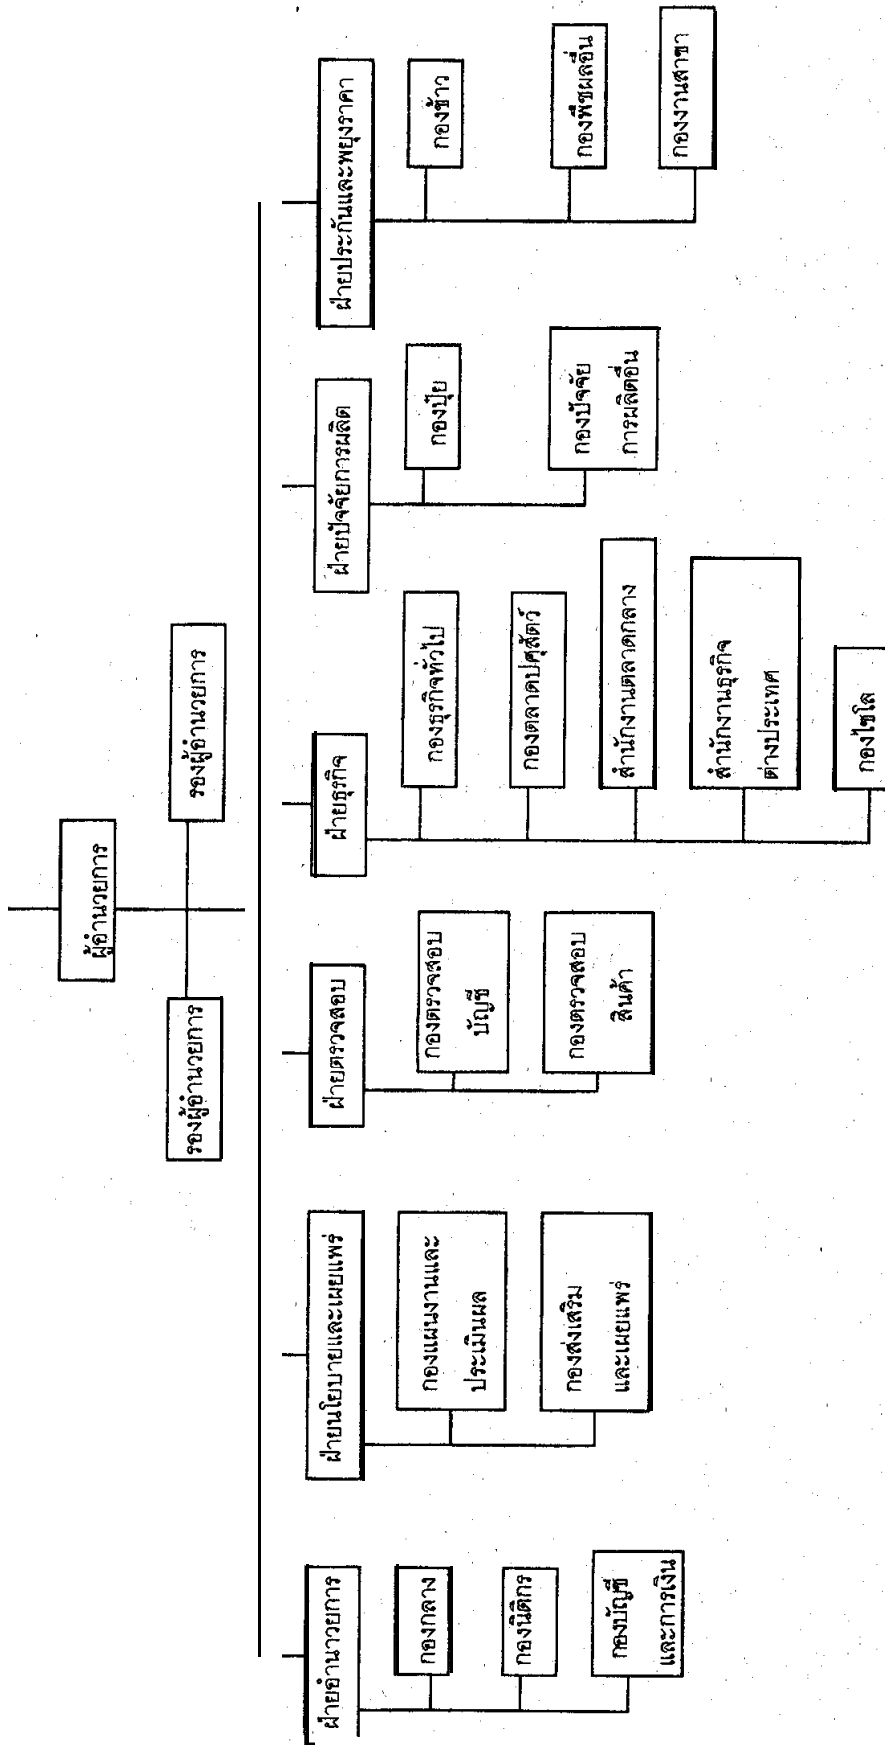 ผู้อำนวยการ
รองผู้อำนวยการ
รองผู้อำนวยการ
ฝ่ายอำนาวยการ
กองกลาง
กองนิติกร
กองบัญชี
และการเงิน
ฝ่ายนโยบายและเผยแพร่
กองแผนงานและ
ประเมินผล
กองส่งเสริม
และเผยแพร่
ฝ่ายตรวจสอบ
กองตรวจสอบ
บัญชี
กองตรวจสอบ
สินค้า
ฝ่ายธุรกิจ
กองธุรกิจทั่วไป
กองตลาดปศุสัตว์
สำนักงานตลาดกลาง
สำนักงานธุรกิจ
ต่างประเทศ
กองไซโล
ฝ่ายปัจจัยการผลิต
กองปุ๋ย
กองปัจจัย
การผลิตอื่น
ฝ่ายประกันและพยุงราคา
กองข้าว
กองพืชผลอื่น
กองงานสาขา